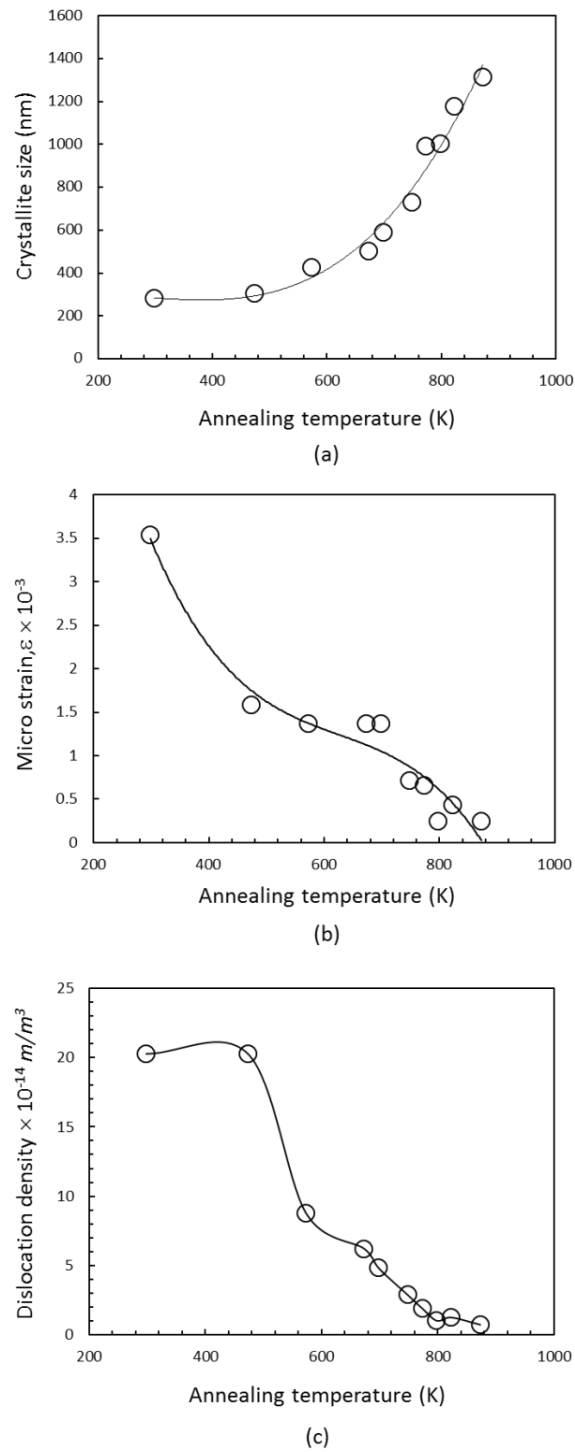 1600
1400
1200
1000
800
600
400
200
0
Crystallite size (nm)
200 400 600 800 1000
Annealing temperature (K)
(a)
4
3.5
3
2.5
2
1.5
1
0.5
0
Micro strain,ε × 10⁻³
200 400 600 800 1000
Annealing temperature (K)
(b)
25
20
15
10
5
0
Dislocation density × 10⁻¹⁴ m/m³
200 400 600 800 1000
Annealing temperature (K)
(c)